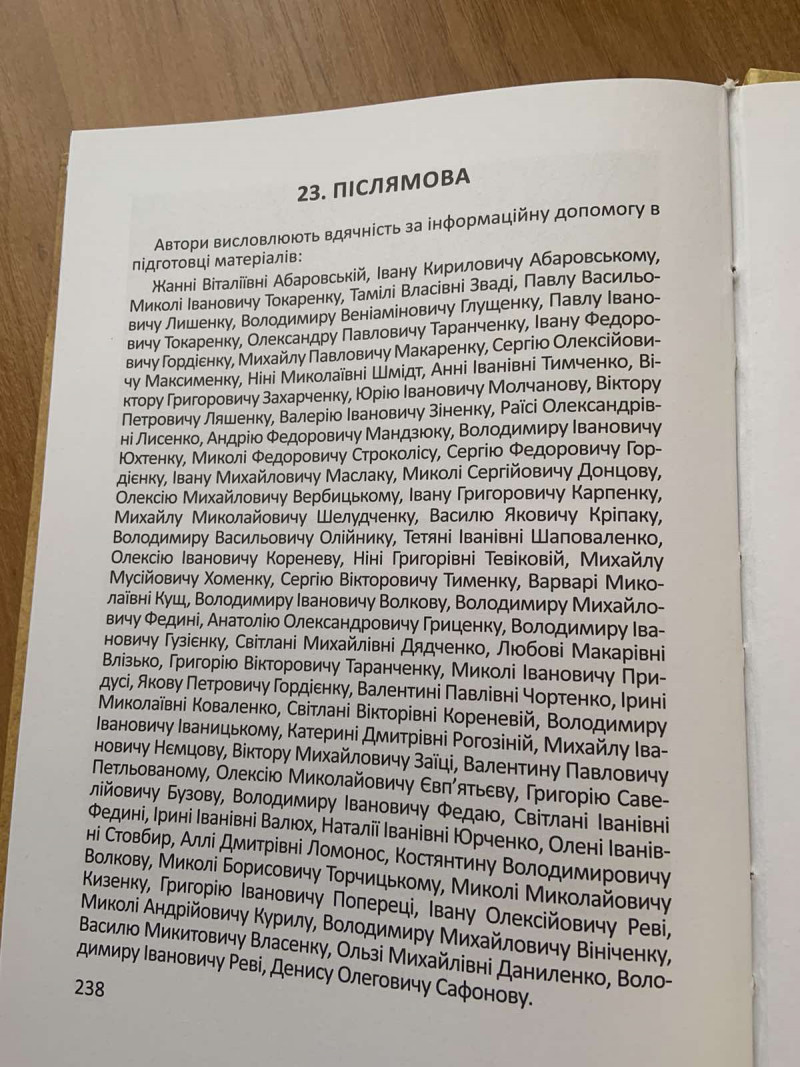 23. ПІСЛЯМОВА
Автори висловлюють вдячність за інформаційну допомогу в
підготовці матеріалів:
Жанні Віталіївні Абаровській, Івану Кириловичу Абаровському,
Миколі Івановичу Токаренку, Тамілі Власівні Зваді, Павлу Васильо-
вичу Лишенку, Володимиру Веніаміновичу Глущенку, Павлу Івано-
вичу Токаренку, Олександру Павловичу Таранченку, Івану Федоро-
вичу Гордієнку, Михайлу Павловичу Макаренку, Сергію Олексійови-
чу Максименку, Ніні Миколаївні Шмідт, Анні Іванівні Тимченко, Ві-
ктору Григоровичу Захарченку, Юрію Івановичу Молчанову, Віктору
Петровичу Ляшенку, Валерію Івановичу Зіненку, Раїсі Олександрів-
ні Лисенко, Андрію Федоровичу Мандзюку, Володимиру Івановичу
Юхтенку, Миколі Федоровичу Строколісу, Сергію Федоровичу Гор-
дієнку, Івану Михайловичу Маслаку, Миколі Сергійовичу Донцову,
Олексію Михайловичу Вербицькому, Івану Григоровичу Карпенку,
Михайлу Миколайовичу Шелудченку, Василю Яковичу Кріпаку,
Володимиру Васильовичу Олійнику, Тетяні Іванівні Шаповаленко,
Олексію Івановичу Кореневу, Ніні Григорівні Тевіковій, Михайлу
Мусійовичу Хоменку, Сергію Вікторовичу Тименку, Варварі Мико-
лаївні Кущ, Володимиру Івановичу Волкову, Володимиру Михайло-
вичу Федині, Анатолію Олександровичу Гриценку, Володимиру Іва-
новичу Гузієнку, Світлані Михайлівні Дядченко, Любові Макарівні
Влізько, Григорію Вікторовичу Таранченку, Миколі Івановичу При-
дусі, Якову Петровичу Гордієнку, Валентині Павлівні Чортенко, Ірині
Миколаївні Коваленко, Світлані Вікторівні Кореневій, Володимиру
Івановичу Іваницькому, Катерині Дмитрівні Рогозіній, Михайлу Іва-
новичу Нємцову, Віктору Михайловичу Заїці, Валентину Павловичу
Петльованому, Олексію Миколайовичу Євп’ятьєву, Григорію Саве-
лійовичу Бузову, Володимиру Івановичу Федаю, Світлані Іванівні
Федині, Ірині Іванівні Валюх, Наталії Іванівні Юрченко, Олені Іванів-
ні Стовбир, Аллі Дмитрівні Ломонос, Костянтину Володимировичу
Волкову, Миколі Борисовичу Торчицькому, Миколі Миколайовичу
Кизенку, Григорію Івановичу Попереці, Івану Олексійовичу Реві,
Миколі Андрійовичу Курилу, Володимиру Михайловичу Вініченку,
Василю Микитовичу Власенку, Ользі Михайлівні Даниленко, Воло-
димиру Івановичу Реві, Денису Олеговичу Сафонову.
238